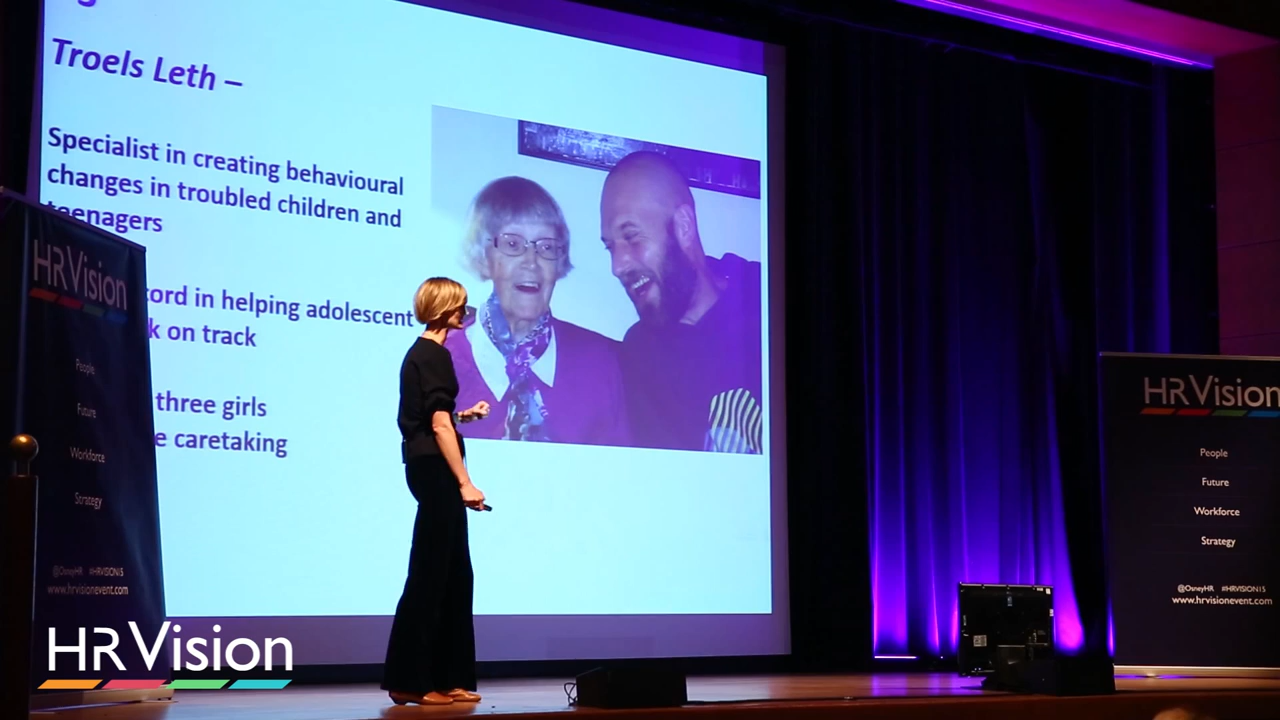 Troels Leth –
Specialist in creating behavioural
changes in troubled children and
teenagers
cord in helping adolescent
k on track
three girls
e caretaking
HRVision
People
Future
Workforce
Strategy
@OsneyHR #HRVISION15
www.hrvisionevent.com
HRVision
People
Future
Workforce
Strategy
@OsneyHR #HRVISION15
www.hrvisionevent.com
HRVision